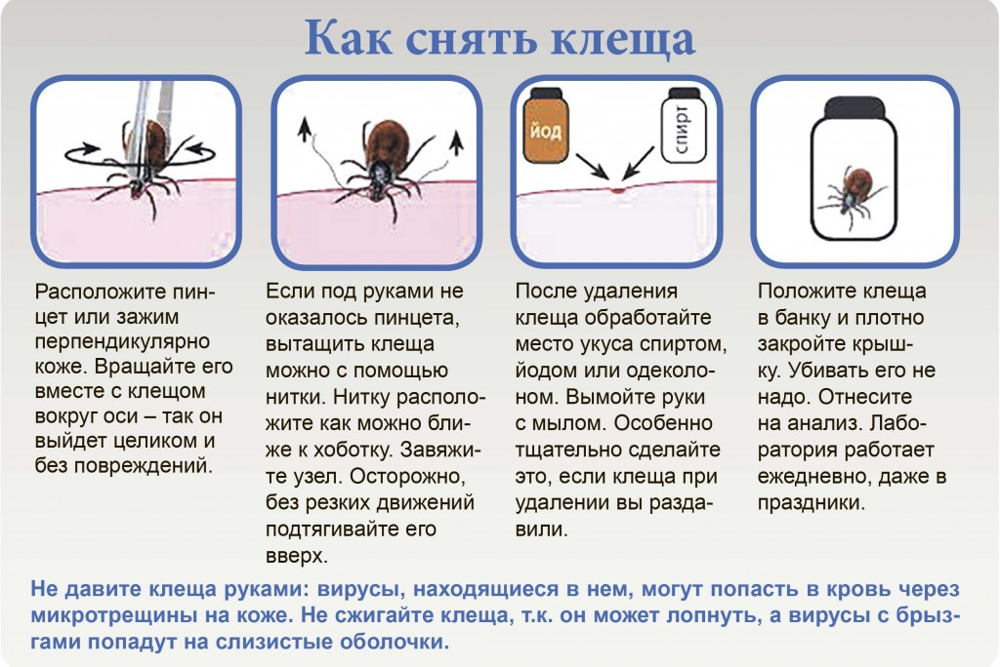 Как снять клеща
йод
спирт
Расположите пин-
цет или зажим
перпендикулярно
коже. Вращайте его
вместе с клещом
вокруг оси – так он
выйдет целиком и
без повреждений.
Если под руками не
оказалось пинцета,
вытащить клеща
можно с помощью
нитки. Нитку располо-
жите как можно бли-
же к хоботку. Завяжи-
те узел. Осторожно,
без резких движений
подтягивайте его
вверх.
После удаления
клеща обработайте
место укуса спиртом,
йодом или одеколо-
ном. Вымойте руки
с мылом. Особенно
тщательно сделайте
это, если клеща при
удалении вы разда-
вили.
Положите клеща
в банку и плотно
закройте крыш-
ку. Убивать его не
надо. Отнесите
на анализ. Лабо-
ратория работает
ежедневно, даже в
праздники.
Не давите клеща руками: вирусы, находящиеся в нем, могут попасть в кровь через
микротрещины на коже. Не сжигайте клеща, т.к. он может лопнуть, а вирусы с брыз-
гами попадут на слизистые оболочки.